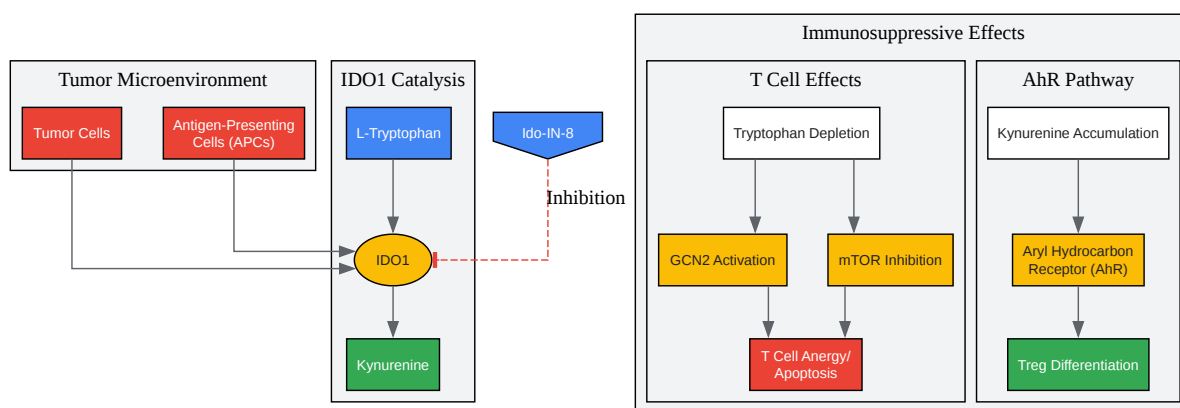 Immunosuppressive Effects
Tumor Microenvironment
IDO1 Catalysis
T Cell Effects
AhR Pathway
Tumor Cells
Antigen-Presenting
Cells (APCs)
L-Tryptophan
Ido-IN-8
Tryptophan Depletion
Kynurenine Accumulation
Inhibition
IDO1
GCN2 Activation
mTOR Inhibition
Aryl Hydrocarbon
Receptor (AhR)
Kynurenine
T Cell Anergy/
Apoptosis
Treg Differentiation